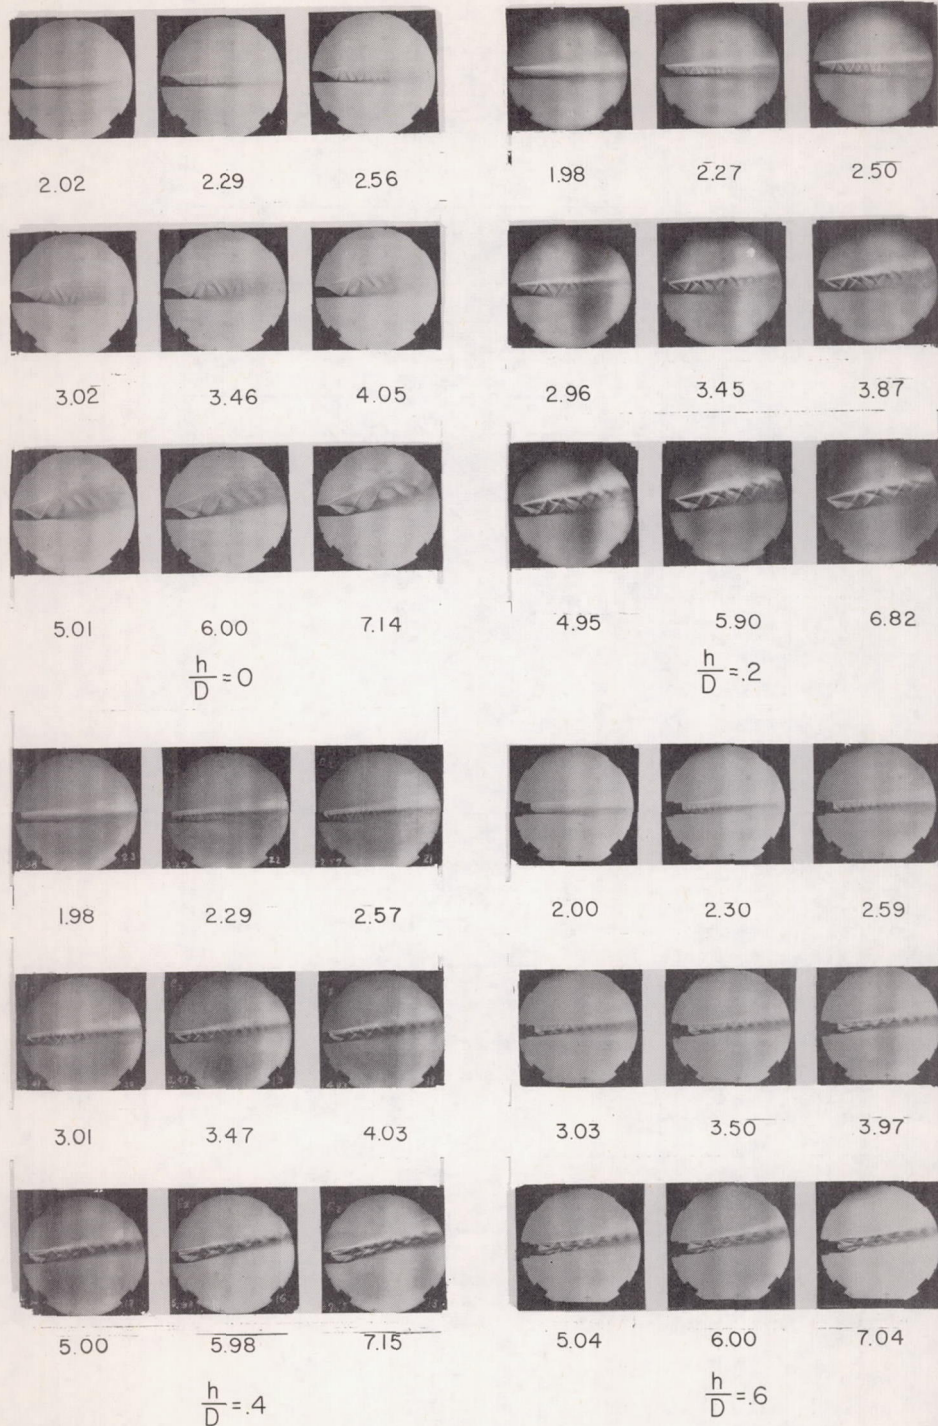 2.02 2.29 2.56
3.02 3.46 4.05
5.01 6.00 7.14
h/D = 0
1.98 2.27 2.50
2.96 3.45 3.87
4.95 5.90 6.82
h/D = .2
1.98 2.29 2.57
3.01 3.47 4.03
5.00 5.98 7.15
h/D = .4
2.00 2.30 2.59
3.03 3.50 3.97
5.04 6.00 7.04
h/D = .6